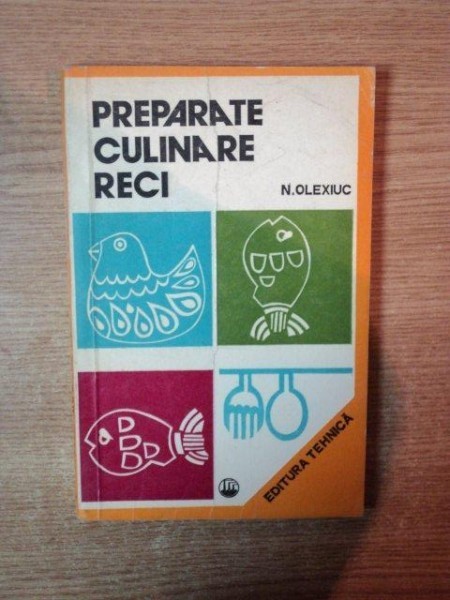 PREPARATE
CULINARE
RECI
N.OLEXIUC
EDITURA TEHNICĂ